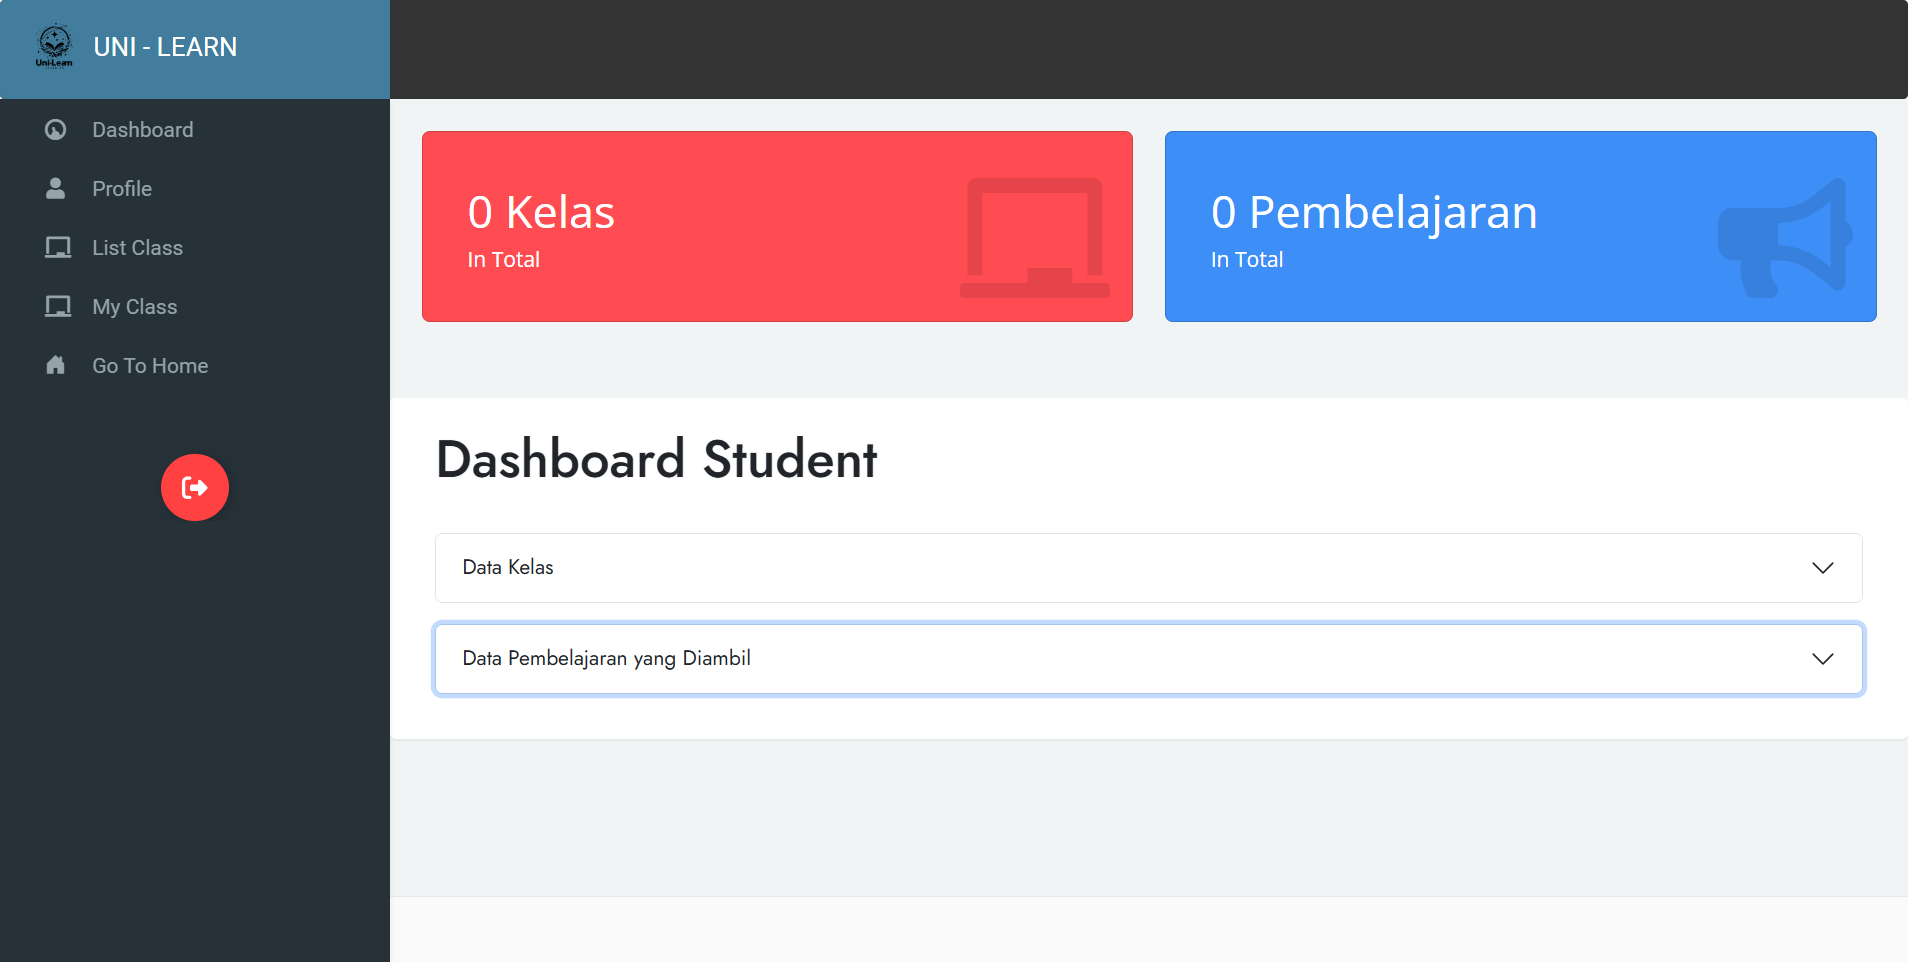 Uni-Learn
UNI - LEARN
Dashboard
Profile
List Class
My Class
Go To Home
0 Kelas
In Total
0 Pembelajaran
In Total
Dashboard Student
Data Kelas
Data Pembelajaran yang Diambil